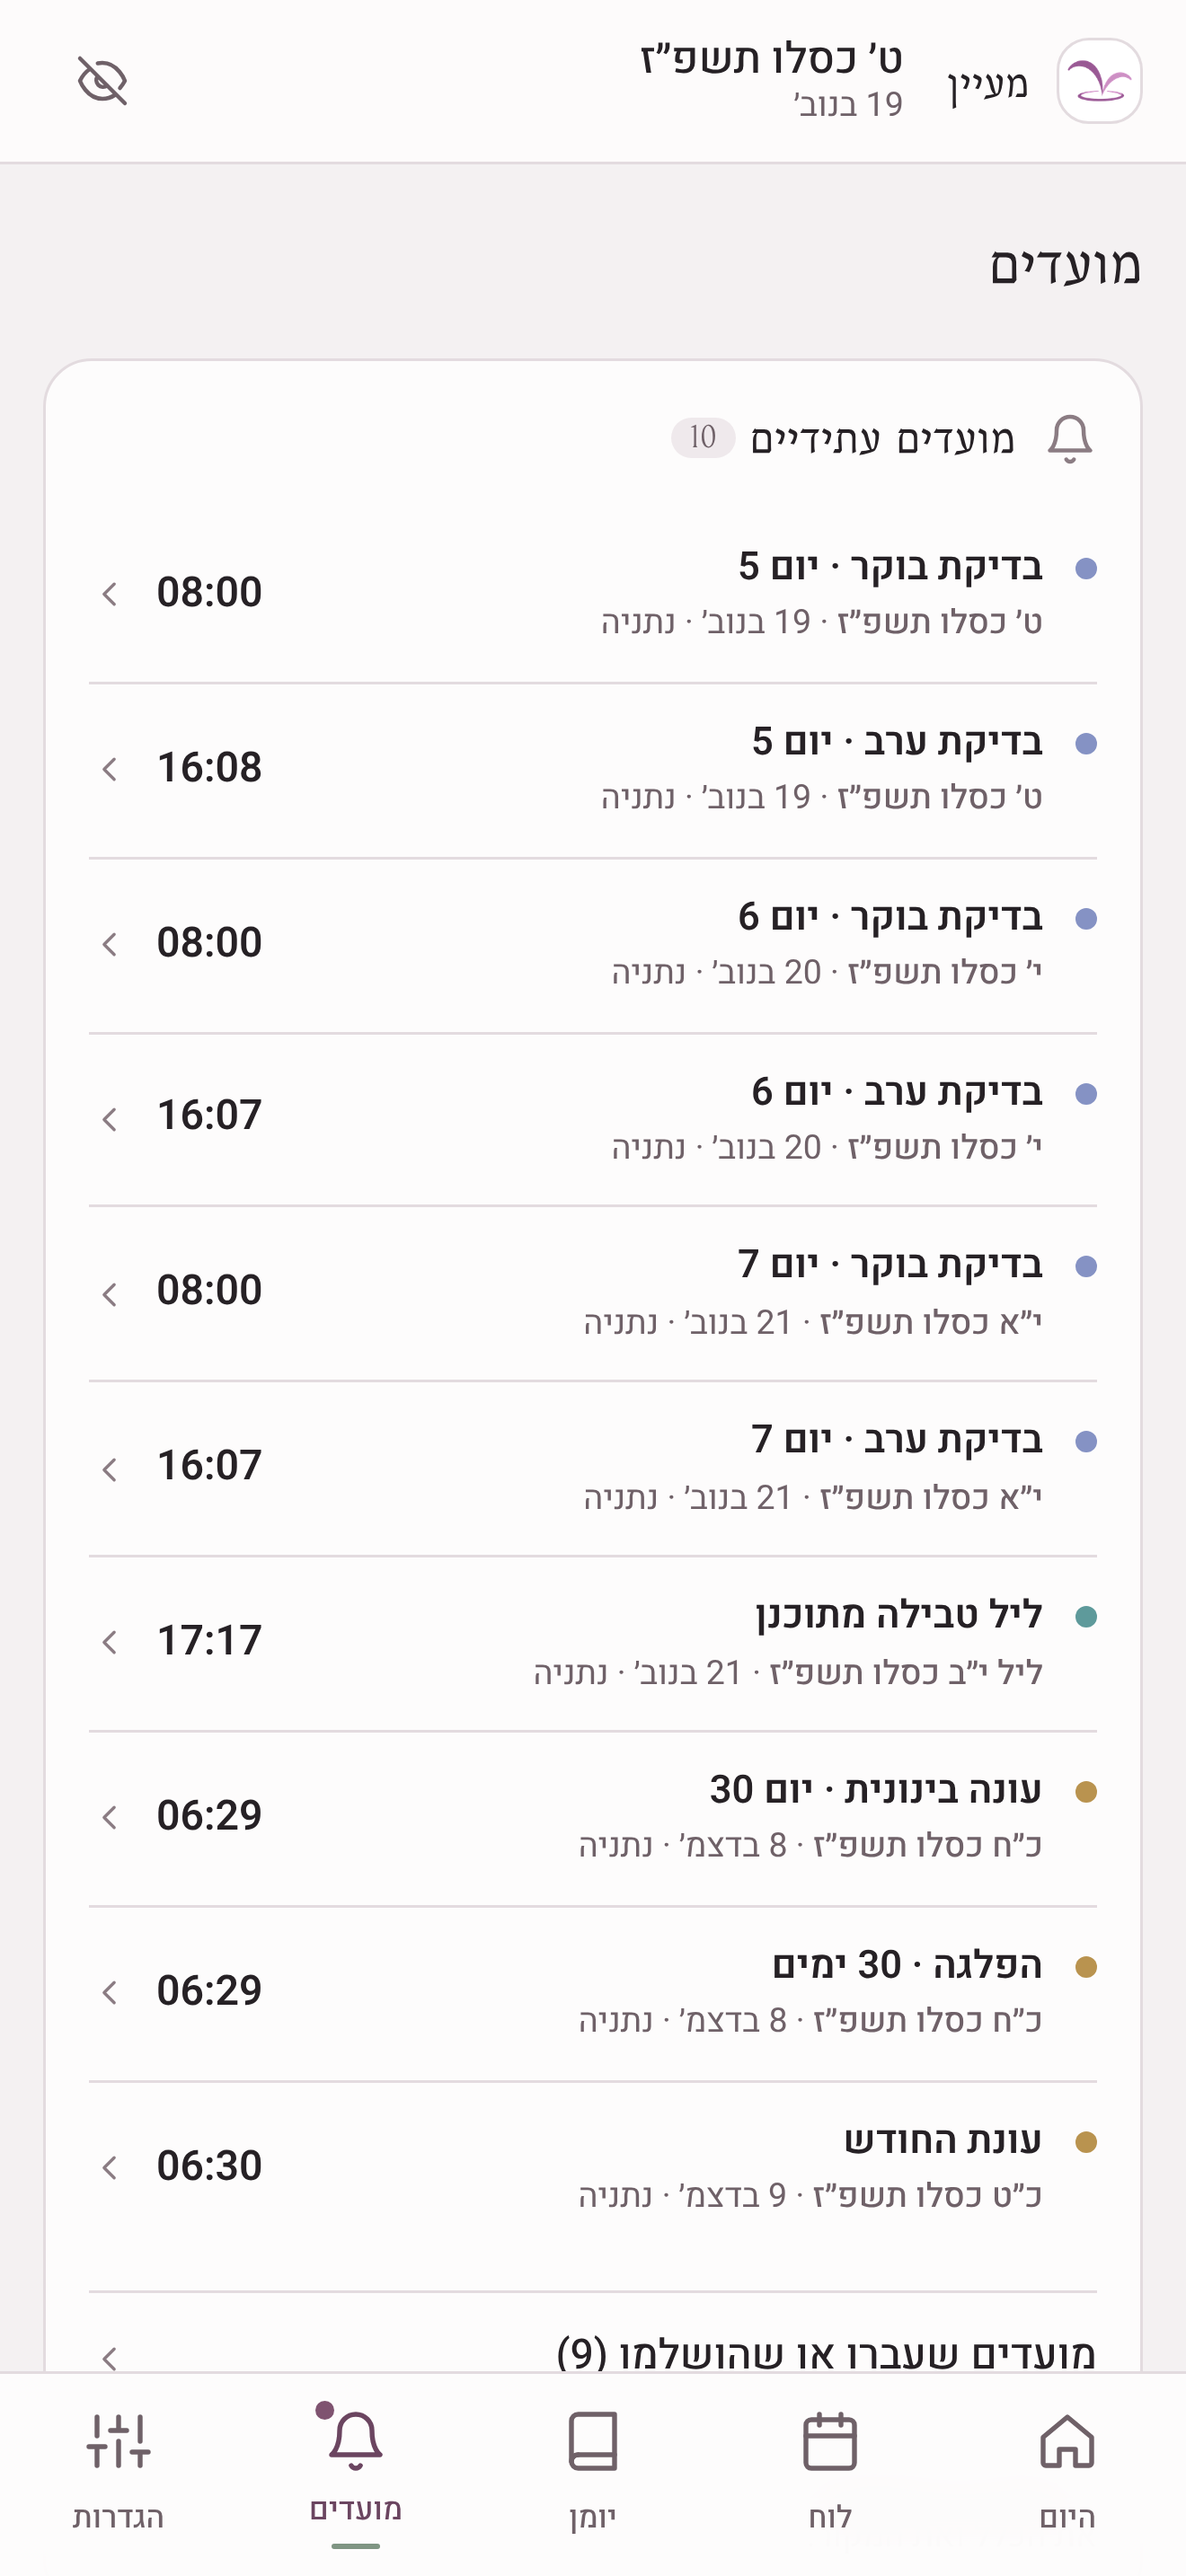 מעיין
ט׳ כסלו תשפ״ז
19 בנוב׳
מועדים
מועדים עתידיים 10
בדיקת בוקר · יום 5
ט׳ כסלו תשפ״ז · 19 בנוב׳ · נתניה
08:00
בדיקת ערב · יום 5
ט׳ כסלו תשפ״ז · 19 בנוב׳ · נתניה
16:08
בדיקת בוקר · יום 6
י׳ כסלו תשפ״ז · 20 בנוב׳ · נתניה
08:00
בדיקת ערב · יום 6
י׳ כסלו תשפ״ז · 20 בנוב׳ · נתניה
16:07
בדיקת בוקר · יום 7
י״א כסלו תשפ״ז · 21 בנוב׳ · נתניה
08:00
בדיקת ערב · יום 7
י״א כסלו תשפ״ז · 21 בנוב׳ · נתניה
16:07
ליל טבילה מתוכנן
ליל י״ב כסלו תשפ״ז · 21 בנוב׳ · נתניה
17:17
עונה בינונית · יום 30
כ״ח כסלו תשפ״ז · 8 בדצמ׳ · נתניה
06:29
הפלגה · 30 ימים
כ״ח כסלו תשפ״ז · 8 בדצמ׳ · נתניה
06:29
עונת החודש
כ״ט כסלו תשפ״ז · 9 בדצמ׳ · נתניה
06:30
מועדים שעברו או שהושלמו (9)
היום
לוח
יומן
מועדים
הגדרות